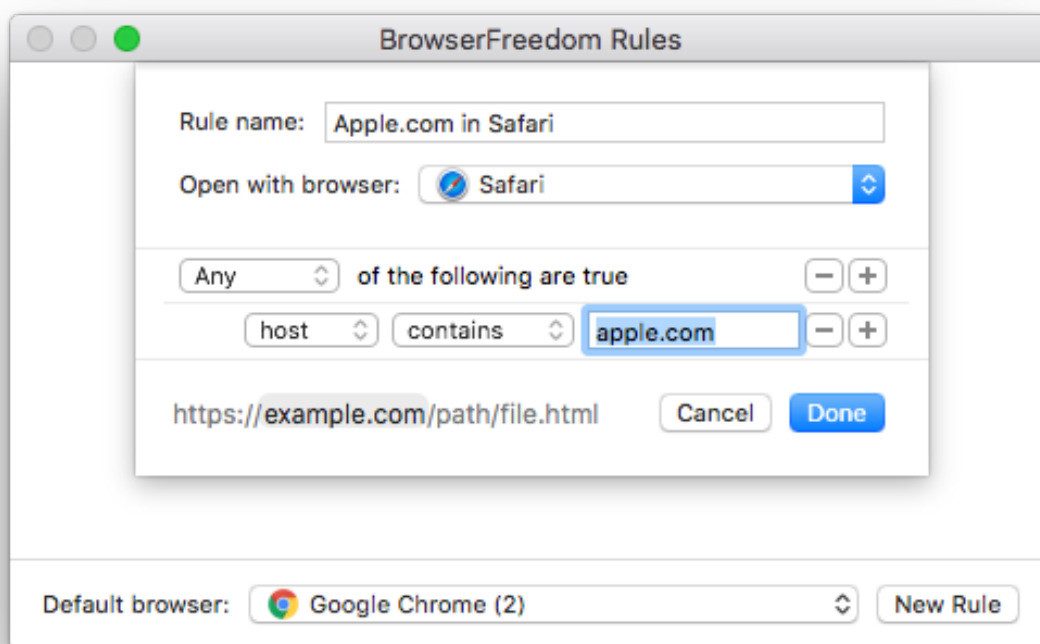 BrowserFreedom Rules
Rule name: Apple.com in Safari
Open with browser: Safari
Any of the following are true
host contains apple.com
https://example.com/path/file.html Cancel Done
Default browser: Google Chrome (2) New Rule